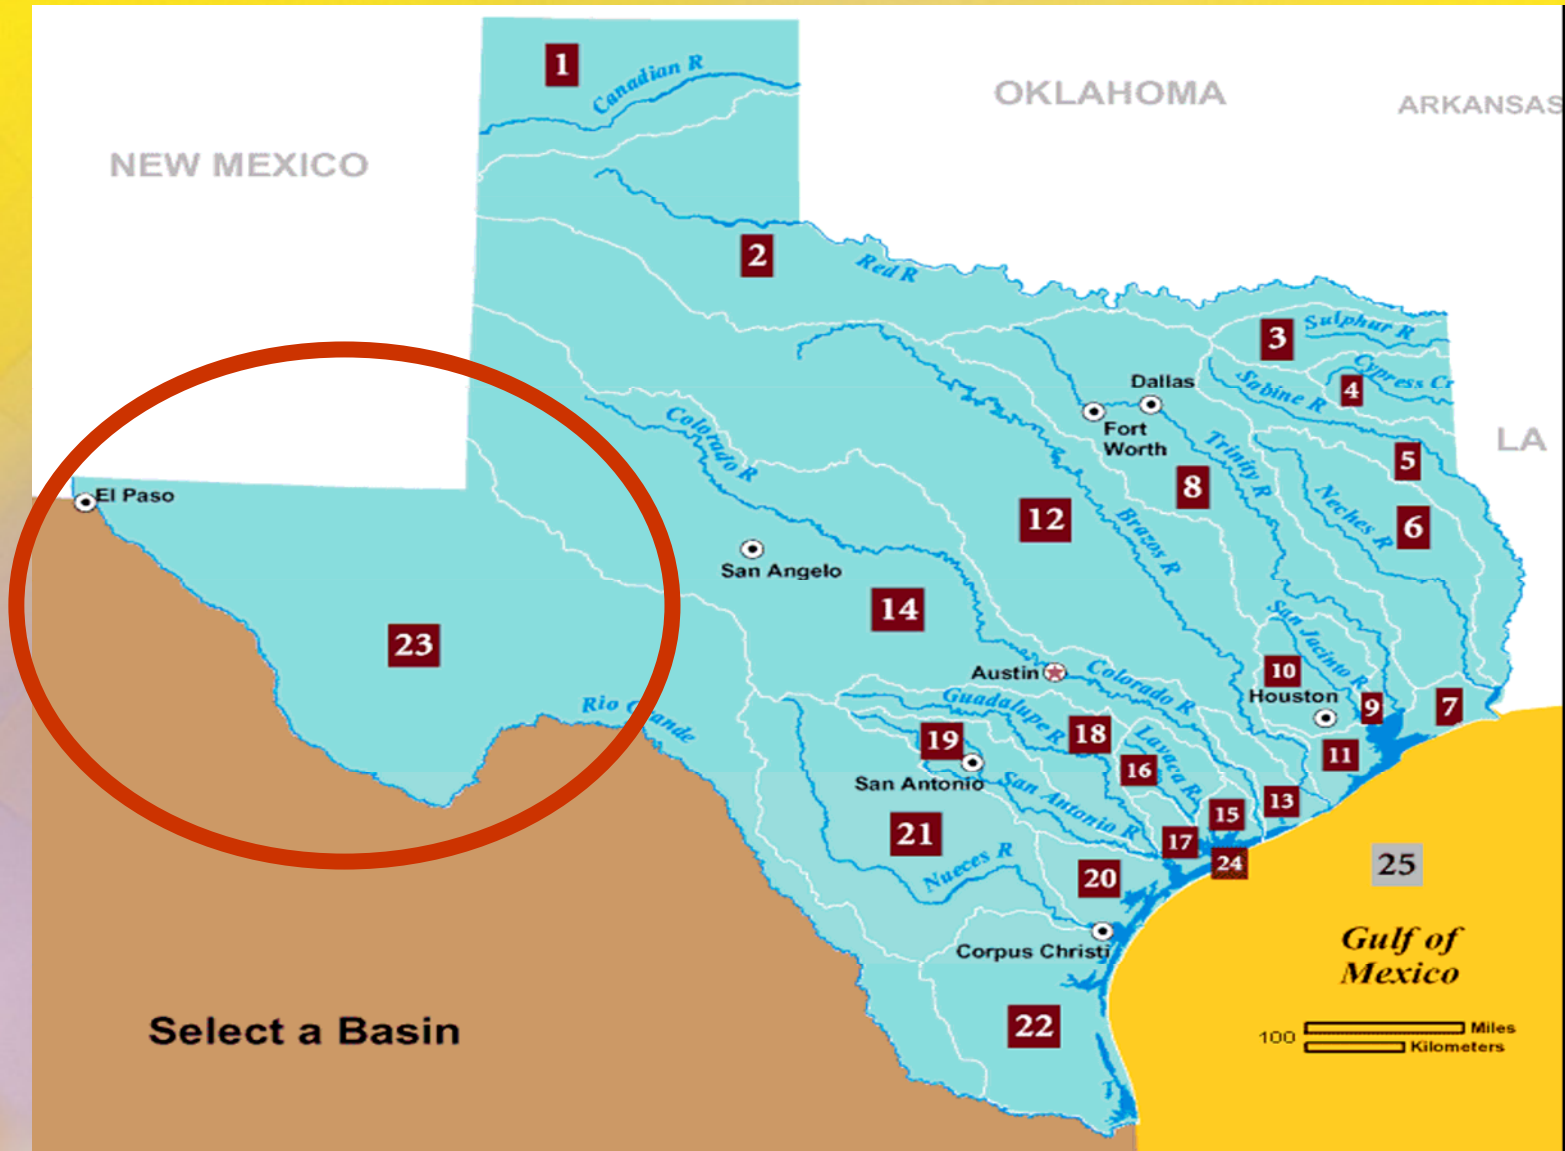 1
Canadian R
OKLAHOMA
ARKANSAS
NEW MEXICO
2
Red R
3
Sulphur R
Cypress Cr
4
Sabine R
Dallas
Fort
Worth
LA
Colorado R
Trinity R
5
8
Neches R
6
El Paso
12
Brazos R
San Angelo
14
23
San Jacinto R
10
Austin
Colorado R
Houston
9
7
Rio Grande
Guadalupe R
18
19
Lavaca R
11
16
San Antonio
San Antonio R
13
15
21
17
24
25
Nueces R
20
Gulf of
Mexico
Corpus Christi
22
Select a Basin
100
Miles
Kilometers